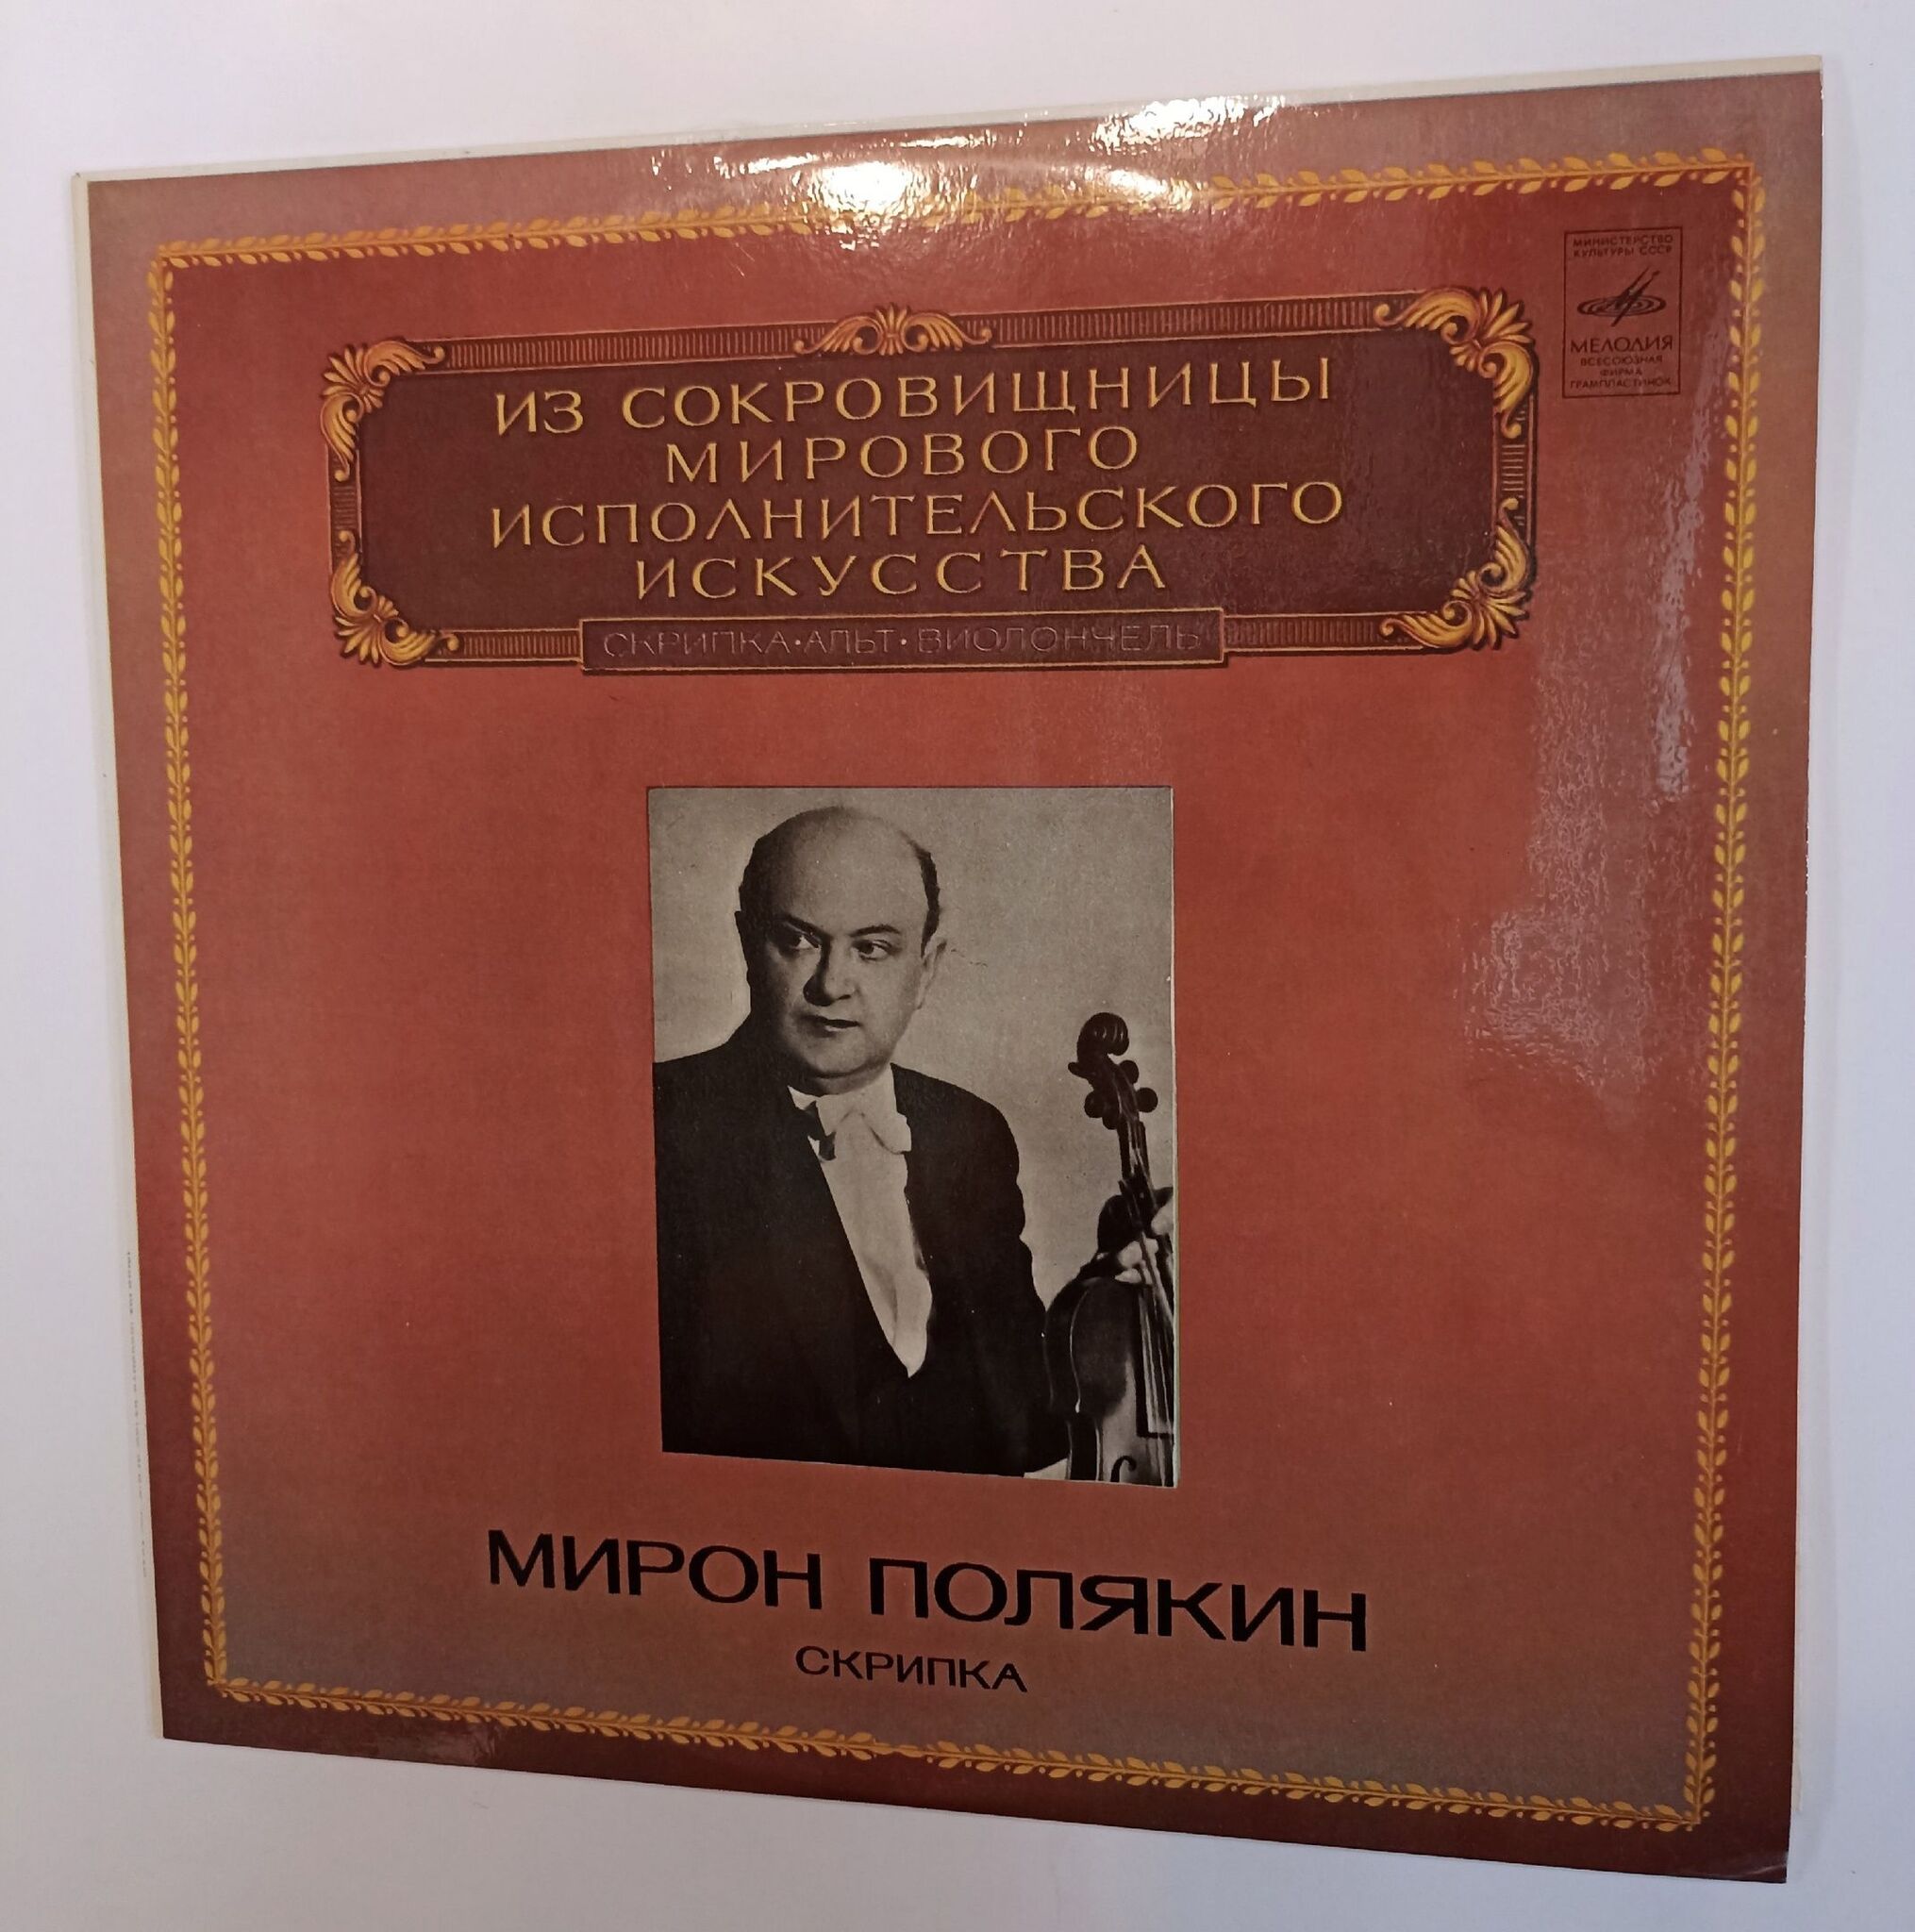 МИНИСТЕРСТВО
КУЛЬТУРЫ СССР
МЕЛОДИЯ
ВСЕСОЮЗНАЯ
ФИРМА
ГРАМПЛАСТИНОК
ИЗ СОКРОВИЩНИЦЫ
МИРОВОГО
ИСПОЛНИТЕЛЬСКОГО
ИСКУССТВА
СКРИПКА•АЛЬТ•ВИОЛОНЧЕЛЬ
МИРОН ПОЛЯКИН
СКРИПКА